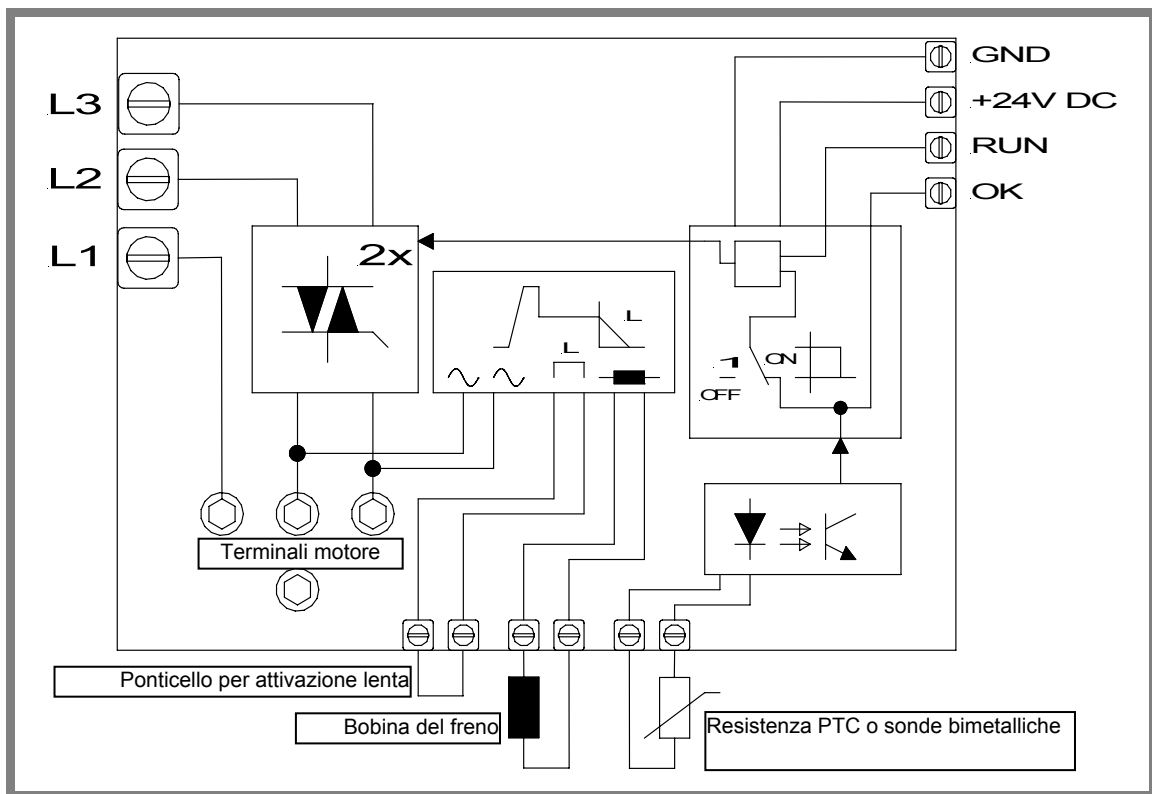 GND
L3
+24V DC
RUN
L2
OK
L1
2x
L
L
ON
OFF
Terminali motore
Ponticello per attivazione lenta
Bobina del freno
Resistenza PTC o sonde bimetalliche